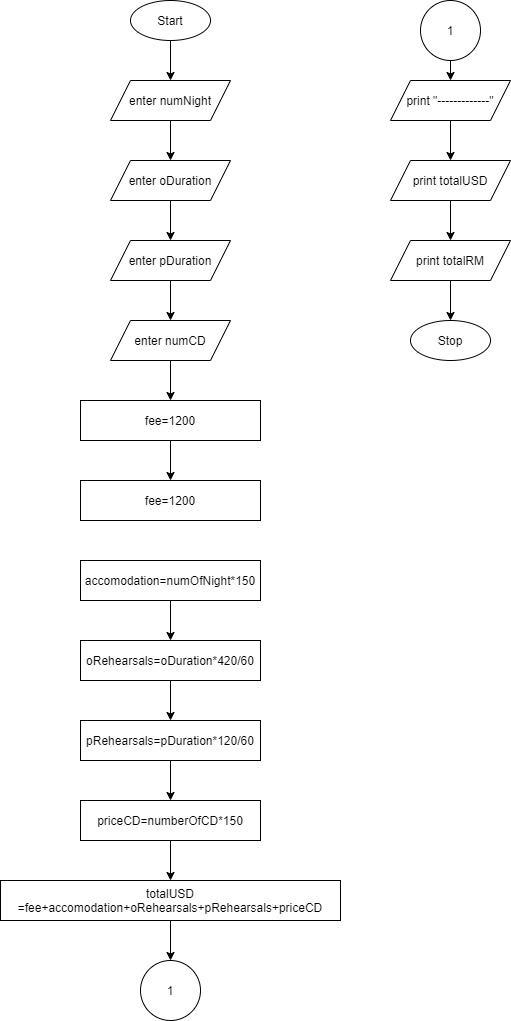 Start
enter numNight
enter oDuration
enter pDuration
enter numCD
fee=1200
fee=1200
accomodation=numOfNight*150
oRehearsals=oDuration*420/60
pRehearsals=pDuration*120/60
priceCD=numberOfCD*150
totalUSD
=fee+accomodation+oRehearsals+pRehearsals+priceCD
1
1
print "-------------"
print totalUSD
print totalRM
Stop